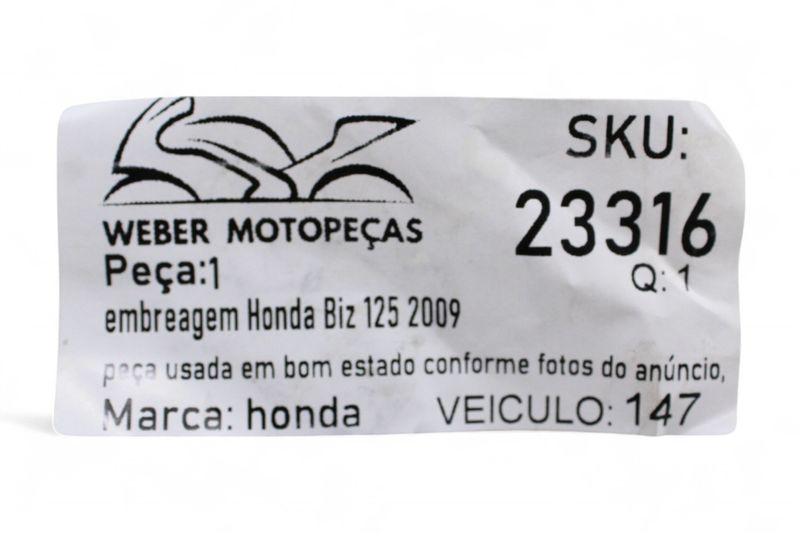 WEBER MOTOPEÇAS
SKU:
23316
Q: 1
Peça:1
embreagem Honda Biz 125 2009
peça usada em bom estado conforme fotos do anúncio,
Marca: honda VEICULO: 147